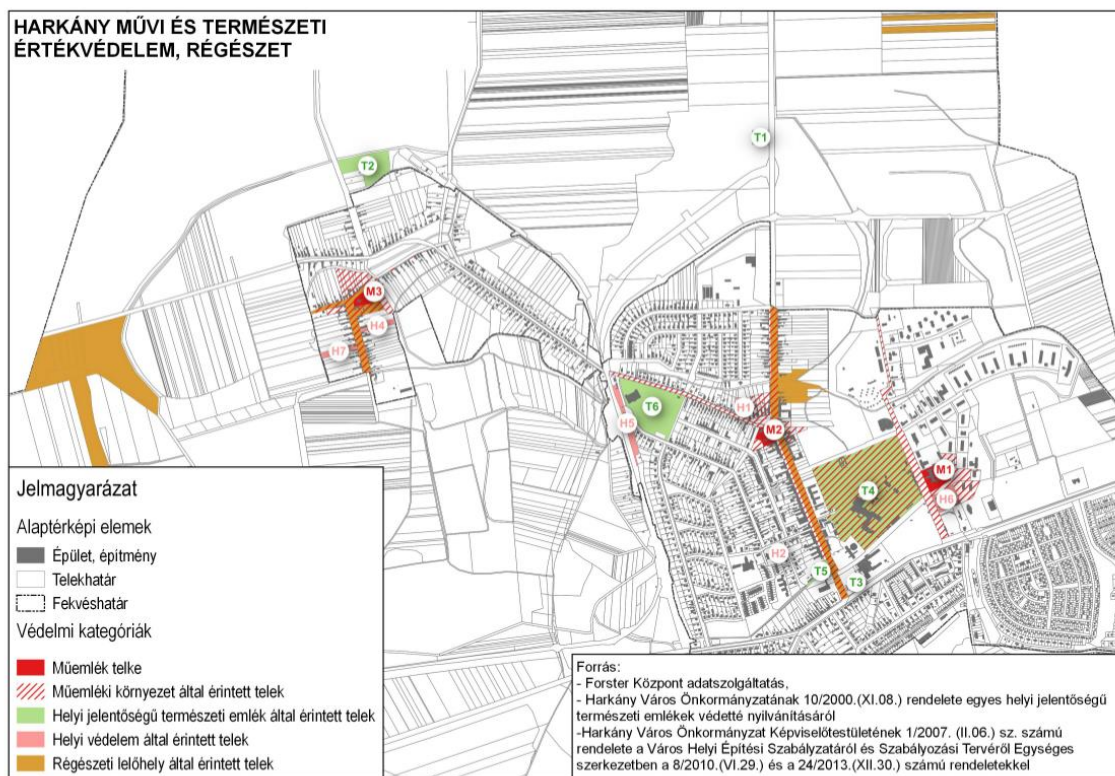 HARKÁNY MŰVI ÉS TERMÉSZETI
ÉRTÉKVÉDELEM, RÉGÉSZET
T1
T2
M3
H4
H7
T6
H5
H1
M2
T4
M1
H6
H2
T5
T3
Jelmagyarázat
Alaptérképi elemek
Épület, építmény
Telekhatár
Fekvéshatár
Védelmi kategóriák
Műemlék telke
Műemléki környezet által érintett telek
Helyi jelentőségű természeti emlék által érintett telek
Helyi védelem által érintett telek
Régészeti lelőhely által érintett telek
Forrás:
- Forster Központ adatszolgáltatás,
- Harkány Város Önkormányzatának 10/2000.(XI.08.) rendelete egyes helyi jelentőségű
természeti emlékek védetté nyilvánításáról
-Harkány Város Önkormányzat Képviselőtestületének 1/2007. (II.06.) sz. számú
rendelete a Város Helyi Építési Szabályzatáról és Szabályozási Tervéről Egységes
szerkezetben a 8/2010.(VI.29.) és a 24/2013.(XII.30.) számú rendeletekkel